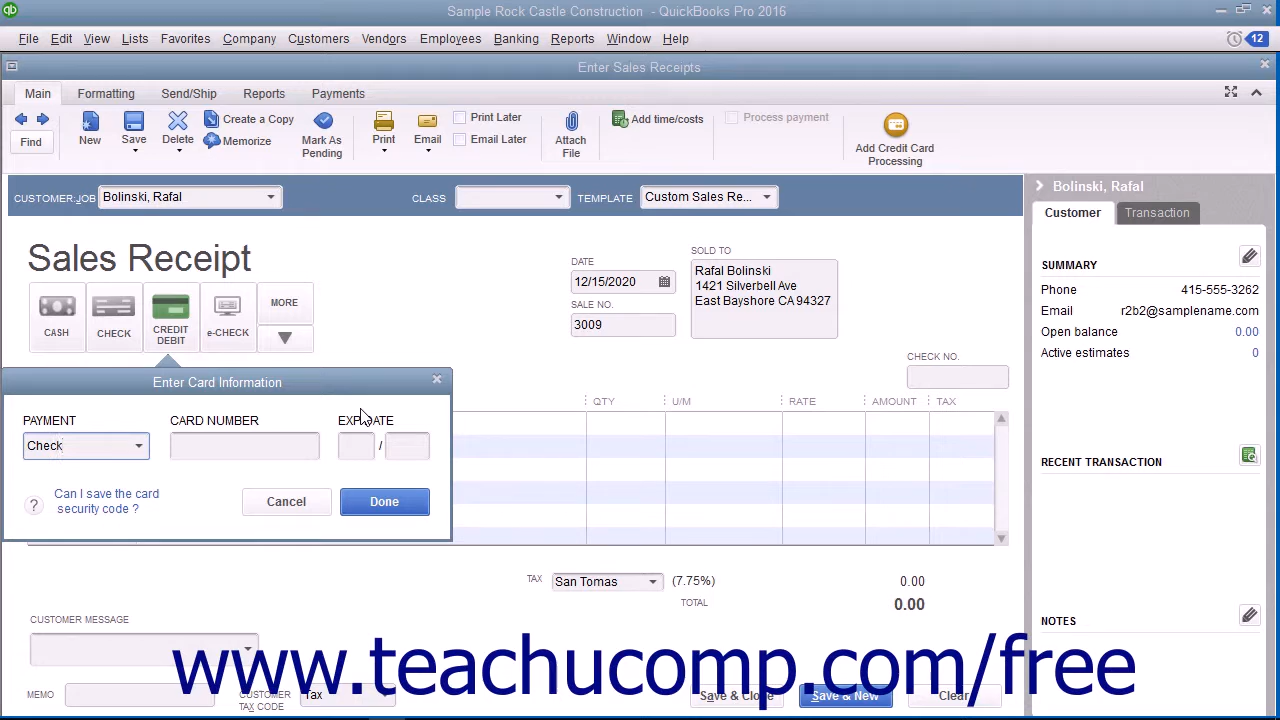 Sample Rock Castle Construction - QuickBooks Pro 2016
File Edit View Lists Favorites Company Customers Vendors Employees Banking Reports Window Help 12
Enter Sales Receipts
Main Formatting Send/Ship Reports Payments
Find
New
Save
Delete
Create a Copy
Memorize
Mark As
Pending
Print
Email
Print Later
Email Later
Attach
File
Add time/costs
Process payment
Add Credit Card
Processing
CUSTOMER:JOB Bolinski, Rafal CLASS TEMPLATE Custom Sales Re...
Sales Receipt
CASH
CHECK
CREDIT
DEBIT
e-CHECK
MORE
DATE
12/15/2020
SALE NO.
3009
SOLD TO
Rafal Bolinski
1421 Silverbell Ave
East Bayshore CA 94327
CHECK NO.
QTY U/M RATE AMOUNT TAX
Enter Card Information
PAYMENT CARD NUMBER
Check /
Can I save the card
security code ?
?
Cancel Done
TAX San Tomas (7.75%) 0.00
TOTAL 0.00
CUSTOMER MESSAGE
MEMO
CUSTOMER
TAX CODE
Tax
Save & Close Save & New Clear
Bolinski, Rafal
Customer Transaction
SUMMARY
Phone 415-555-3262
Email r2b2@samplename.com
Open balance 0.00
Active estimates 0
RECENT TRANSACTION
NOTES
www.teachucomp.com/free